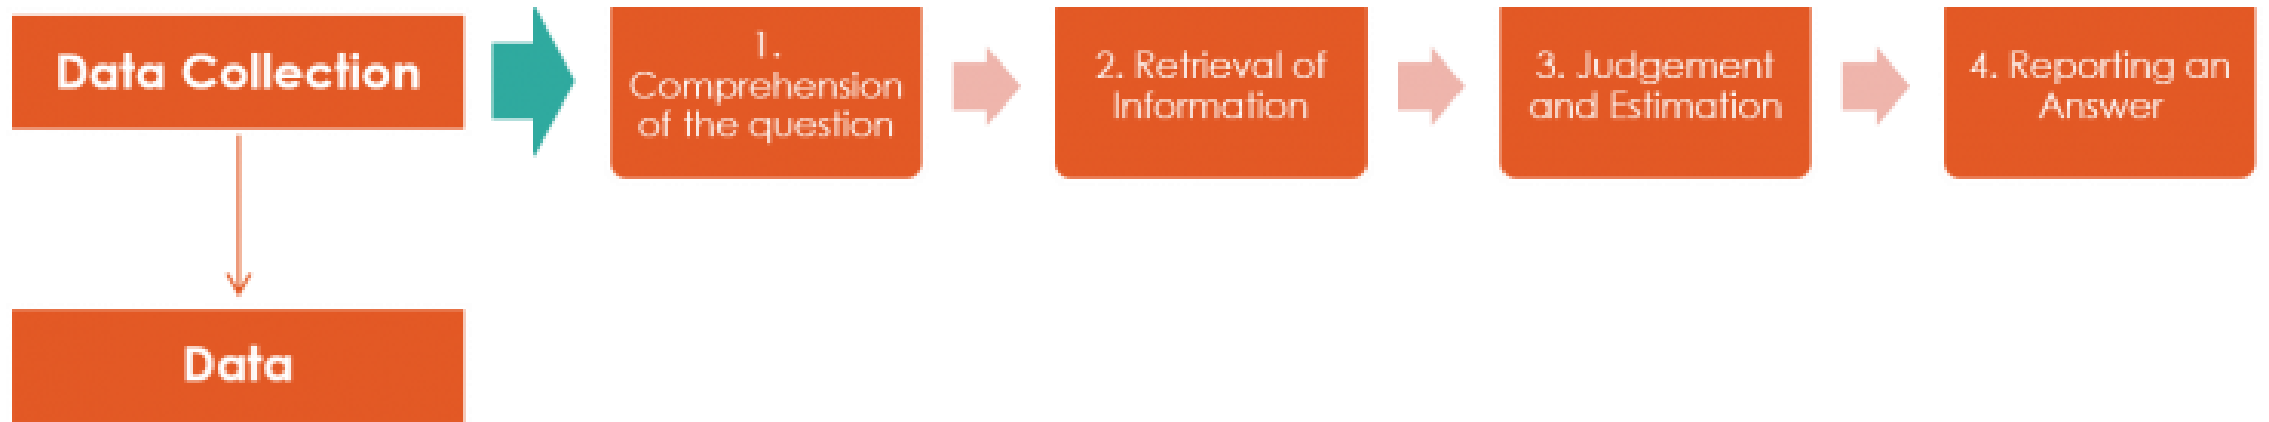 Data Collection
1.
Comprehension
of the question
2. Retrieval of
Information
3. Judgement
and Estimation
4. Reporting an
Answer
Data